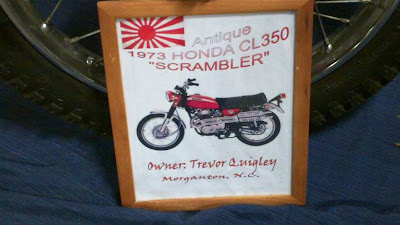 Antique
1973 HONDA CL350
"SCRAMBLER"
Owner: Trevor Quigley
Morganton, N.C.